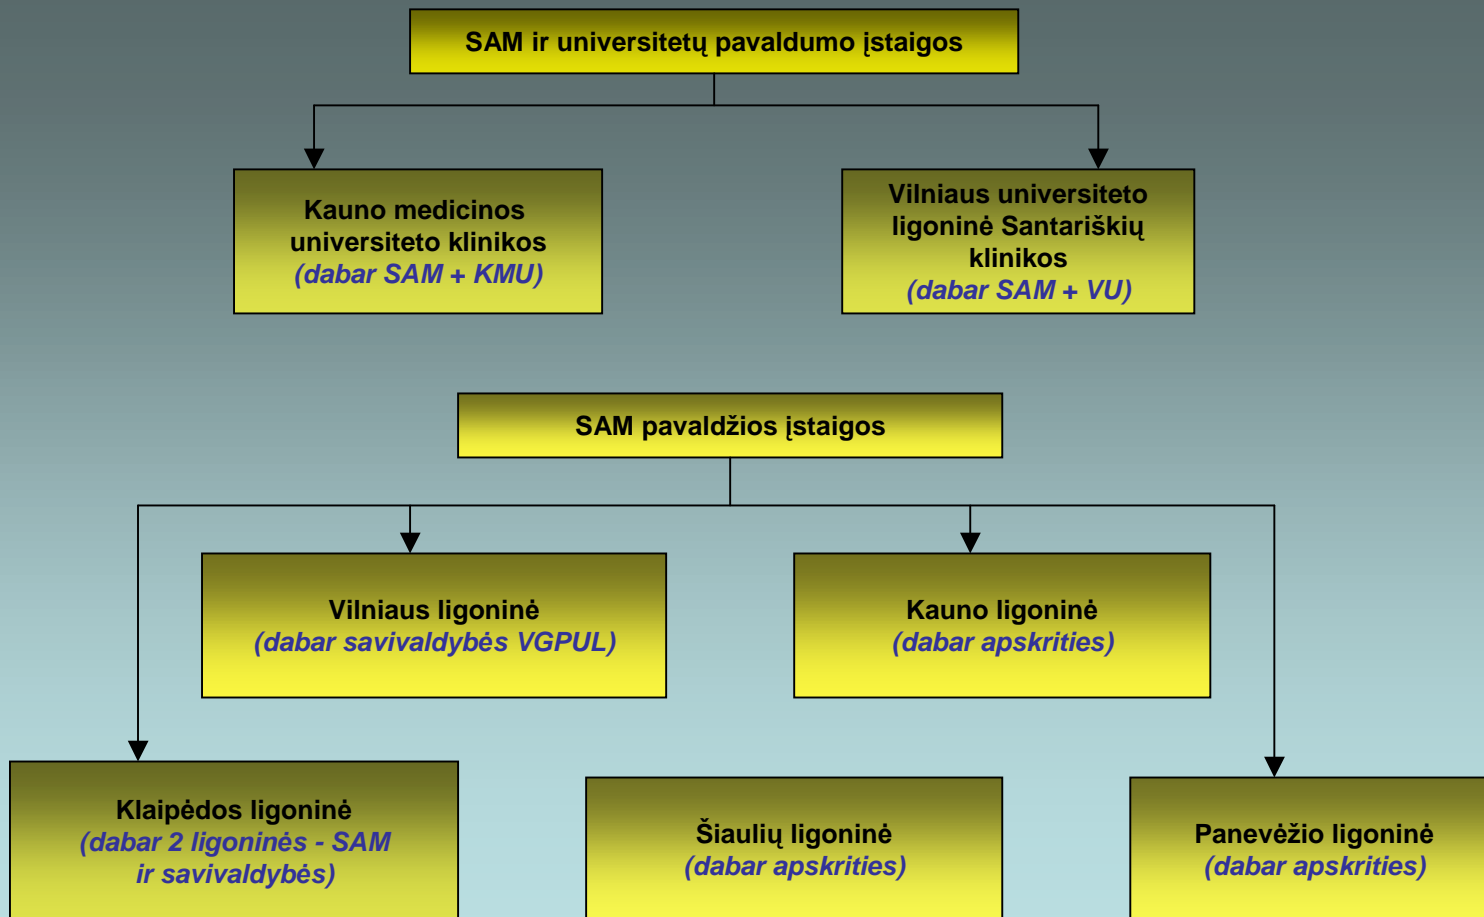 SAM ir universitetų pavaldumo įstaigos
Kauno medicinos
universiteto klinikos
(dabar SAM + KMU)
Vilniaus universiteto
ligoninė Santariškių
klinikos
(dabar SAM + VU)
SAM pavaldžios įstaigos
Vilniaus ligoninė
(dabar savivaldybės VGPUL)
Kauno ligoninė
(dabar apskrities)
Klaipėdos ligoninė
(dabar 2 ligoninės - SAM
ir savivaldybės)
Šiaulių ligoninė
(dabar apskrities)
Panevėžio ligoninė
(dabar apskrities)